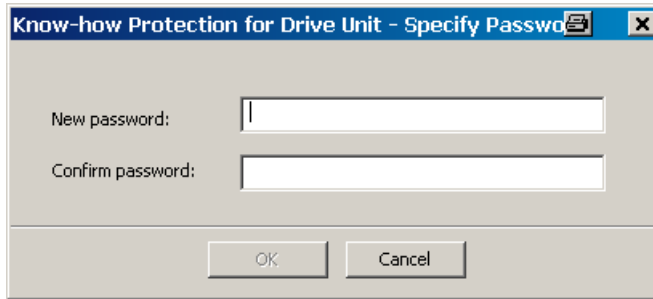 Know-how Protection for Drive Unit - Specify Passwo
New password:
Confirm password:
OK
Cancel